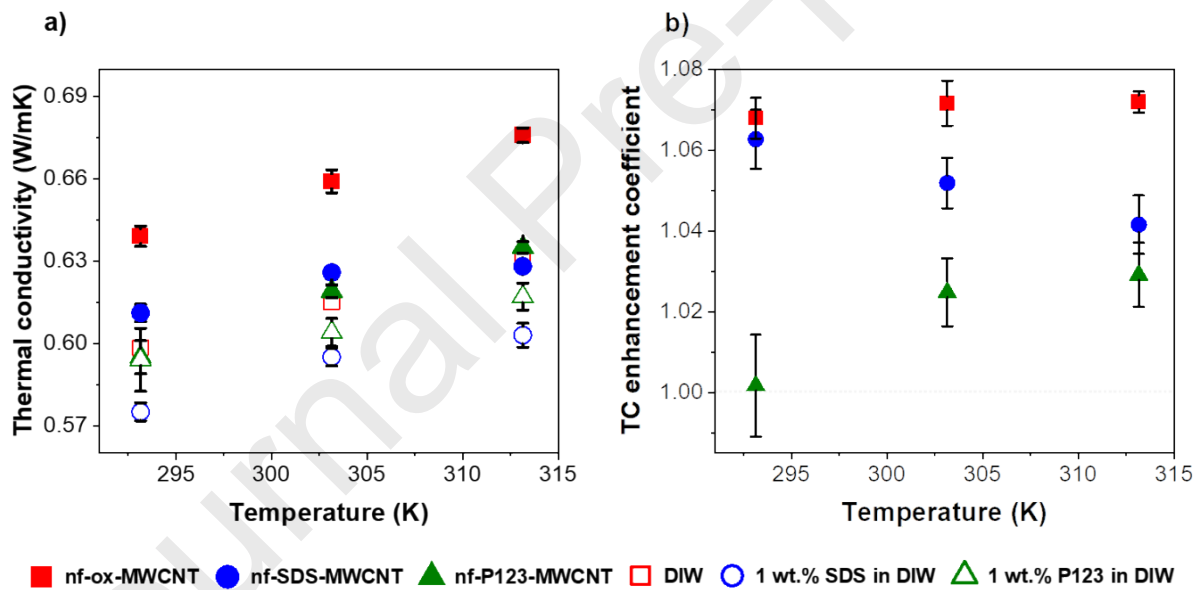 a)
b)
Thermal conductivity (W/mK)
0.69
0.66
0.63
0.60
0.57
295
300
305
310
315
Temperature (K)
TC enhancement coefficient
1.08
1.06
1.04
1.02
1.00
295
300
305
310
315
Temperature (K)
nf-ox-MWCNT nf-SDS-MWCNT nf-P123-MWCNT DIW 1 wt.% SDS in DIW 1 wt.% P123 in DIW
urnal Pre-